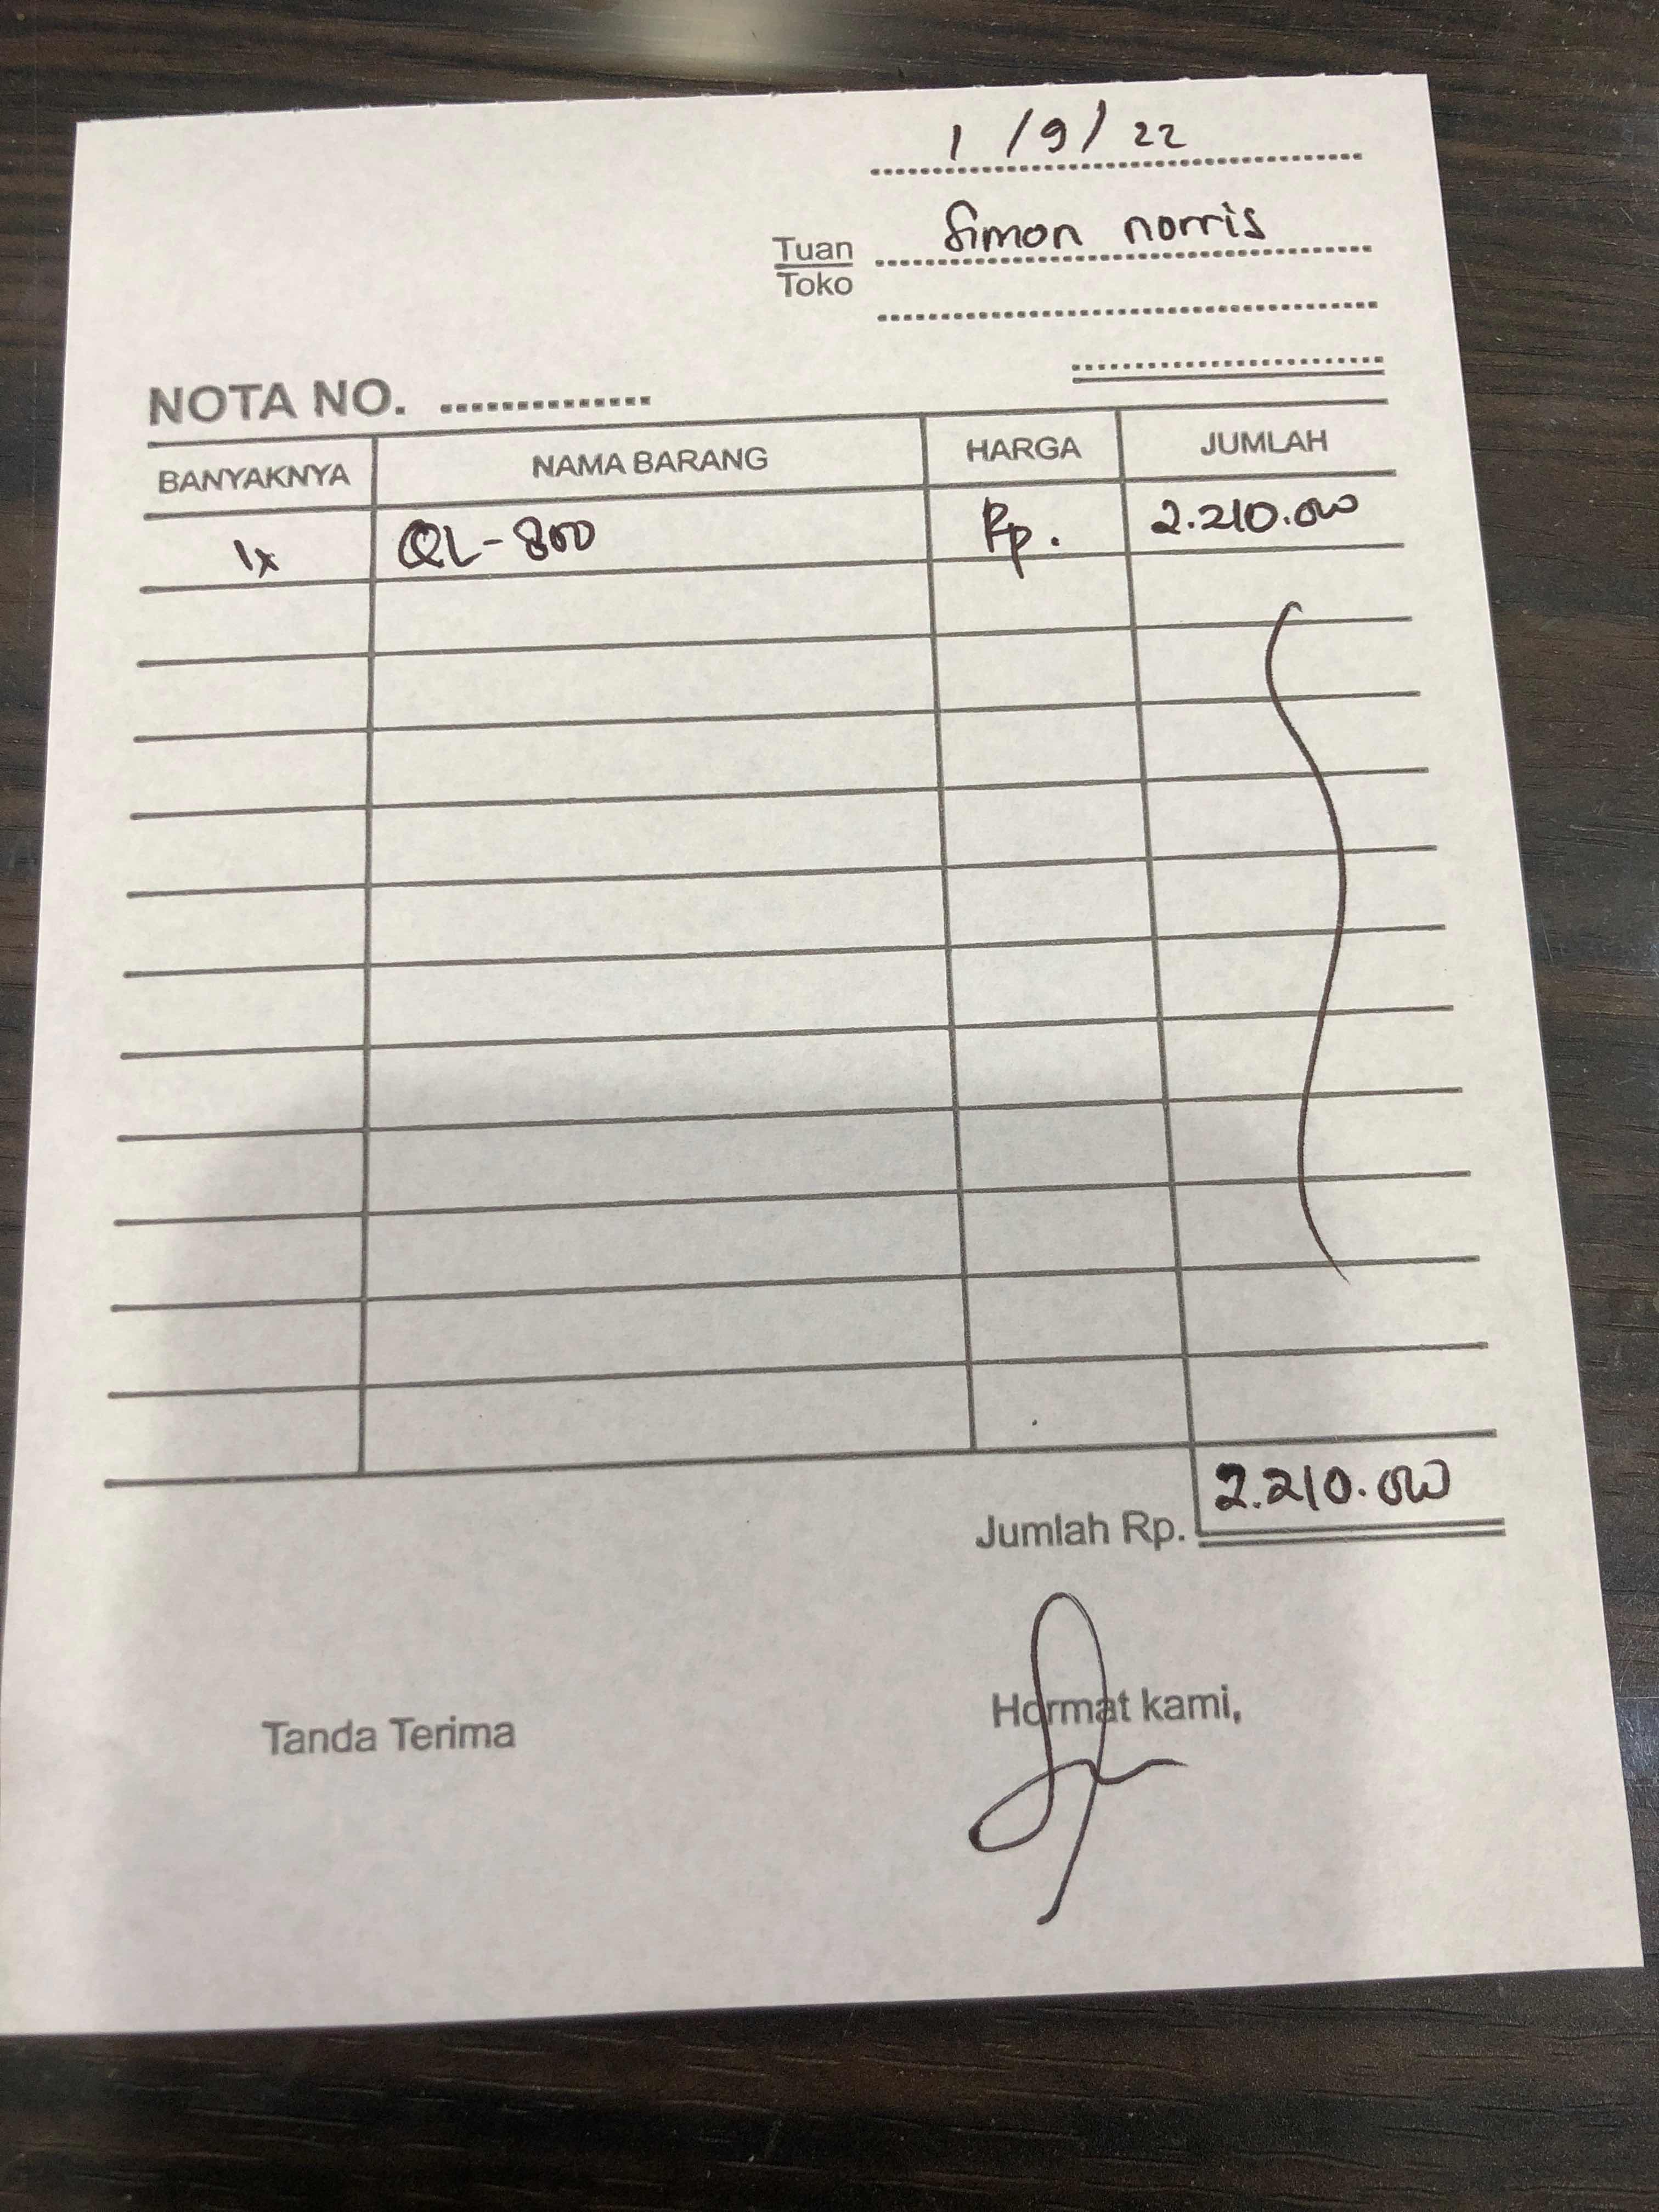 1/9/22
Tuan Simon norris
Toko
NOTA NO.
BANYAKNYA NAMA BARANG HARGA JUMLAH
1x QL-800 Rp. 2.210.000
Jumlah Rp. 2.210.000
Tanda Terima Hormat kami,